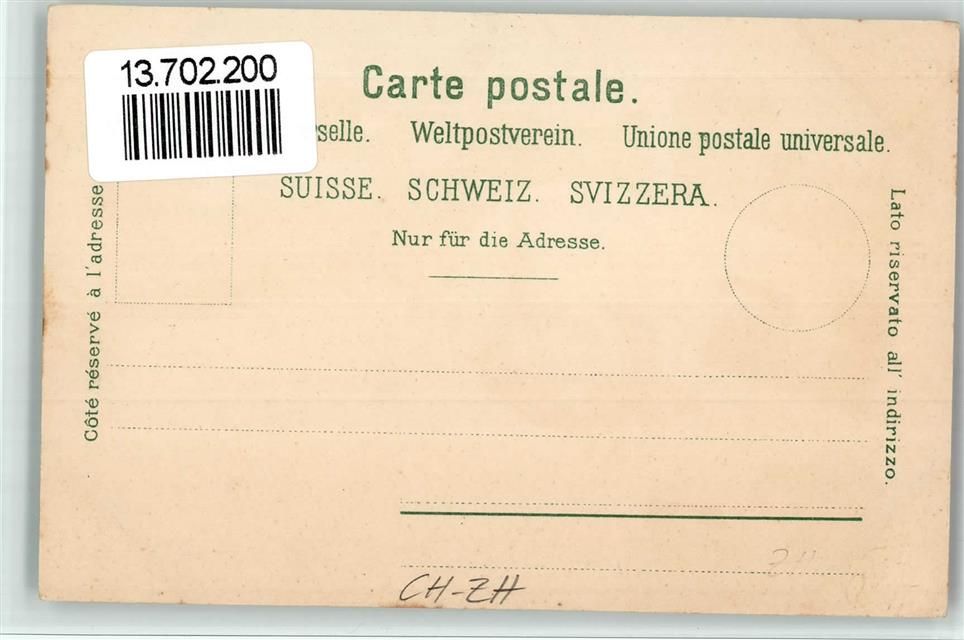 13.702.200
Carte postale.
selle. Weltpostverein. Unione postale universale.
SUISSE. SCHWEIZ. SVIZZERA.
Nur für die Adresse.
Côté réservé à l'adresse
Lato riservato all' indirizzo.
ZH
CH-ZH